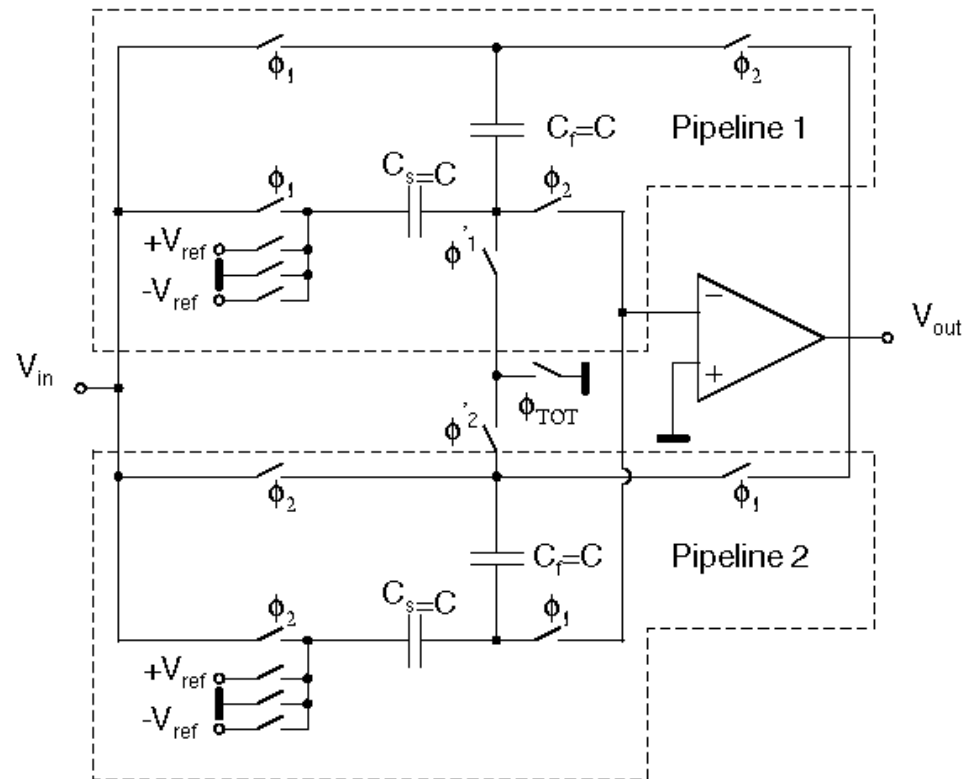 ϕ1
ϕ2
Cf=C
Pipeline 1
ϕ1
Cs=C
ϕ2
+Vref
-Vref
ϕ'1
Vin
Vout
−
+
ϕTOT
ϕ'2
ϕ2
ϕ1
Cf=C
Pipeline 2
ϕ2
Cs=C
ϕ1
+Vref
-Vref